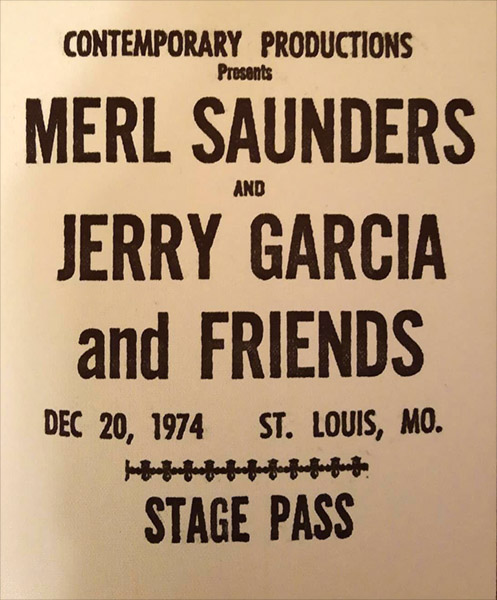 CONTEMPORARY PRODUCTIONS
Presents
MERL SAUNDERS
AND
JERRY GARCIA
and FRIENDS
DEC 20, 1974 ST. LOUIS, MO.
STAGE PASS